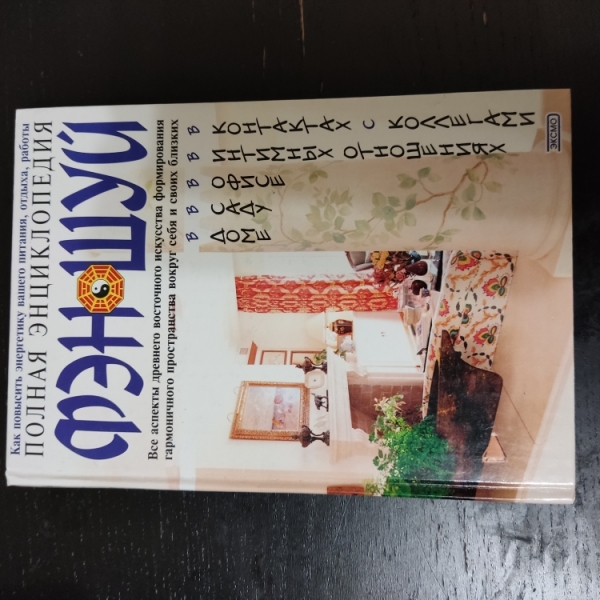 Как повысить энергетику вашего питания, отдыха, работы
ПОЛНАЯ ЭНЦИКЛОПЕДИЯ
ФЭН ШУЙ
Все аспекты древнего восточного искусства формирования
гармоничного пространства вокруг себя и своих близких
В ДОМЕ
В САДУ
В ОФИСЕ
В ИНТИМНЫХ ОТНОШЕНИЯХ
В КОНТАКТАХ С КОЛЛЕГАМИ
ЭКСМО